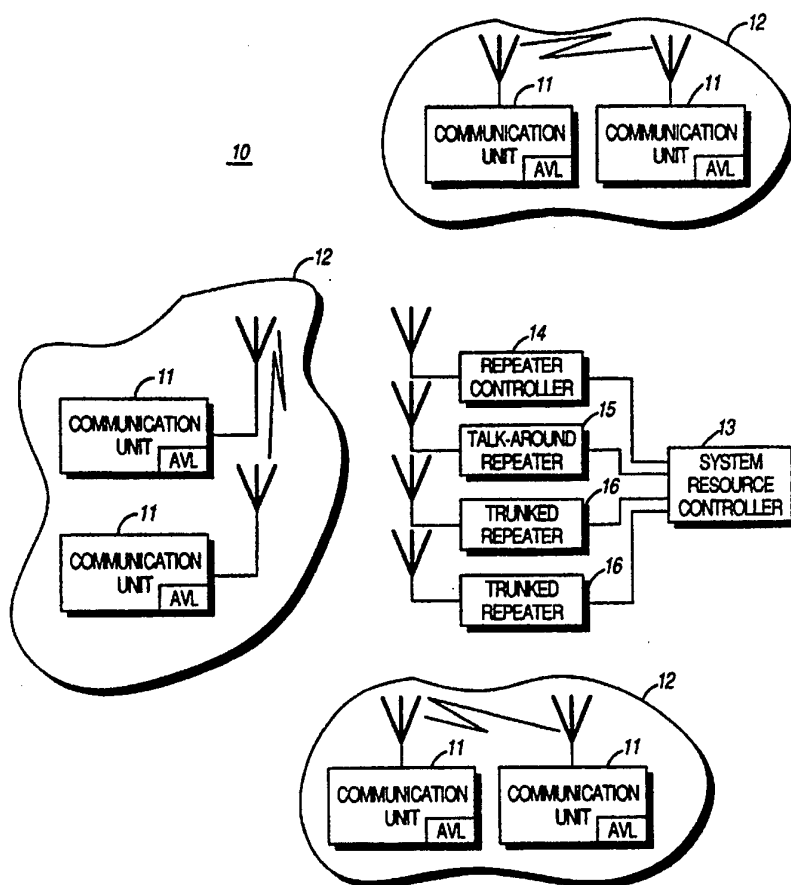 12
11
11
COMMUNICATION
UNIT
AVL
COMMUNICATION
UNIT
AVL
10
12
11
COMMUNICATION
UNIT
AVL
11
COMMUNICATION
UNIT
AVL
14
REPEATER
CONTROLLER
15
TALK-AROUND
REPEATER
13
SYSTEM
RESOURCE
CONTROLLER
16
TRUNKED
REPEATER
16
TRUNKED
REPEATER
12
11
11
COMMUNICATION
UNIT
AVL
COMMUNICATION
UNIT
AVL